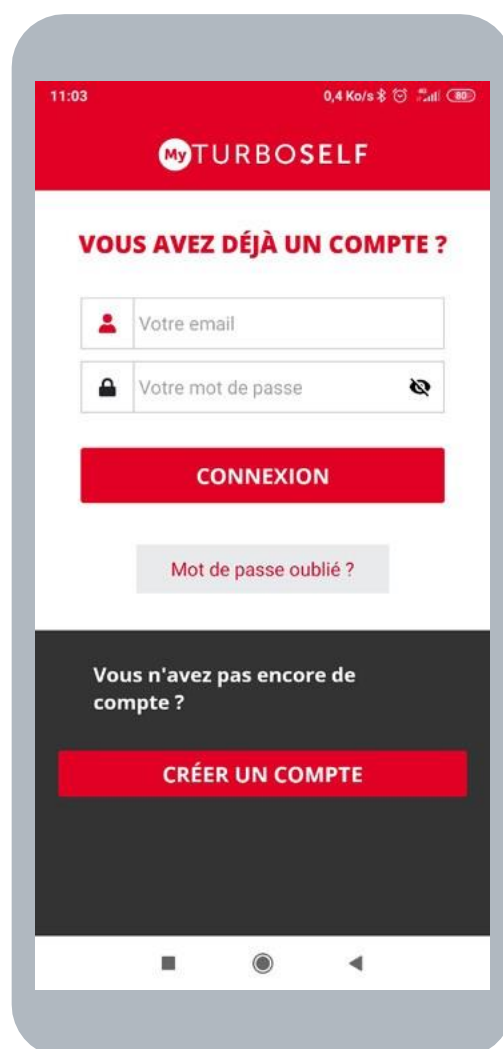 11:03 0,4 Ko/s 80
My TURBOSELF
VOUS AVEZ DÉJÀ UN COMPTE ?
Votre email
Votre mot de passe
CONNEXION
Mot de passe oublié ?
Vous n'avez pas encore de
compte ?
CRÉER UN COMPTE